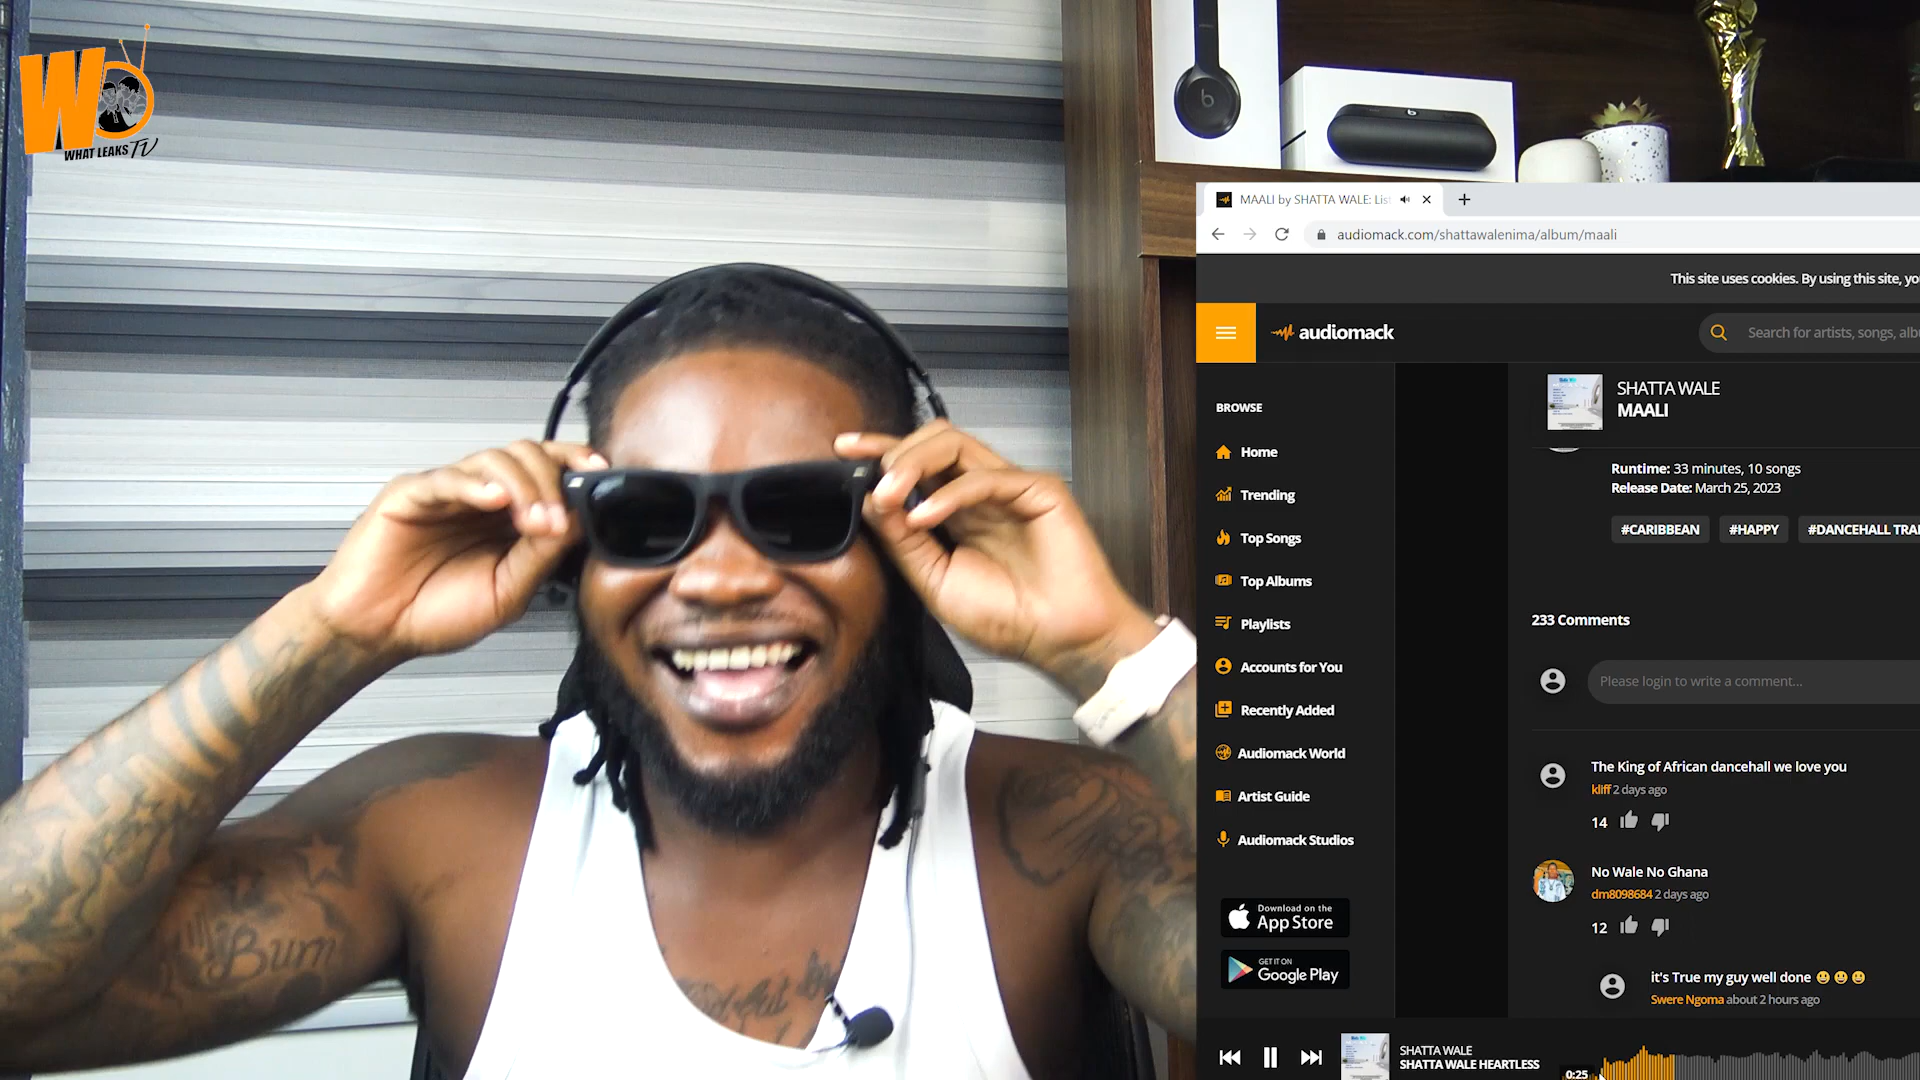 W
WHAT LEAKS TV
b
b
MAALI by SHATTA WALE: Lis
audiomack.com/shattawalenima/album/maali
This site uses cookies. By using this site, yo
audiomack
Search for artists, songs, alb
BROWSE
Home
Trending
Top Songs
Top Albums
Playlists
Accounts for You
Recently Added
Audiomack World
Artist Guide
Audiomack Studios
Download on the
App Store
GET IT ON
Google Play
SHATTA WALE
MAALI
Runtime: 33 minutes, 10 songs
Release Date: March 25, 2023
#CARIBBEAN #HAPPY #DANCEHALL TRA
233 Comments
Please login to write a comment...
The King of African dancehall we love you
kliff 2 days ago
14
No Wale No Ghana
dm8098684 2 days ago
12
it's True my guy well done
Swere Ngoma about 2 hours ago
SHATTA WALE
SHATTA WALE HEARTLESS
0:25
Burn